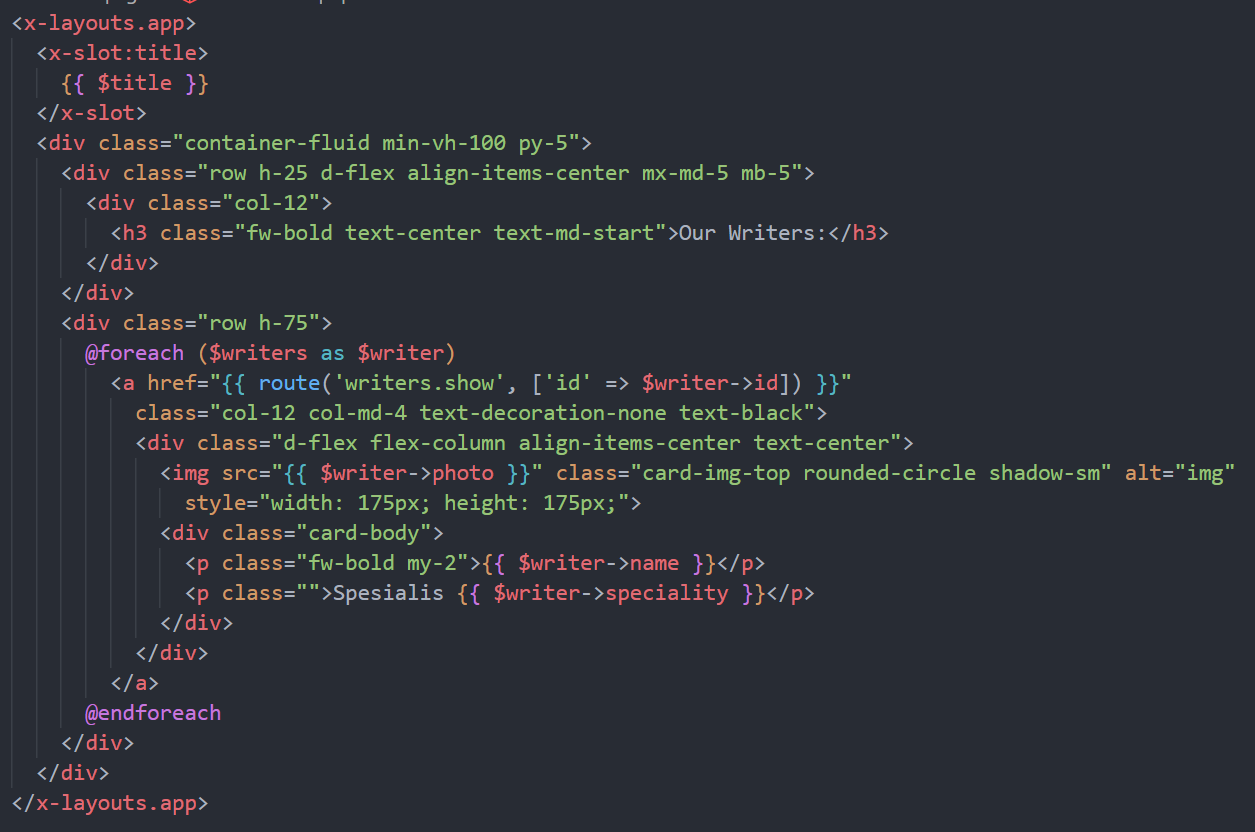 <x-layouts.app>
  <x-slot:title>
    {{ $title }}
  </x-slot>
  <div class="container-fluid min-vh-100 py-5">
    <div class="row h-25 d-flex align-items-center mx-md-5 mb-5">
      <div class="col-12">
        <h3 class="fw-bold text-center text-md-start">Our Writers:</h3>
      </div>
    </div>
    <div class="row h-75">
      @foreach ($writers as $writer)
        <a href="{{ route('writers.show', ['id' => $writer->id]) }}"
          class="col-12 col-md-4 text-decoration-none text-black">
          <div class="d-flex flex-column align-items-center text-center">
            <img src="{{ $writer->photo }}" class="card-img-top rounded-circle shadow-sm" alt="img"
              style="width: 175px; height: 175px;">
            <div class="card-body">
              <p class="fw-bold my-2">{{ $writer->name }}</p>
              <p class="">Spesialis {{ $writer->speciality }}</p>
            </div>
          </div>
        </a>
      @endforeach
    </div>
  </div>
</x-layouts.app>